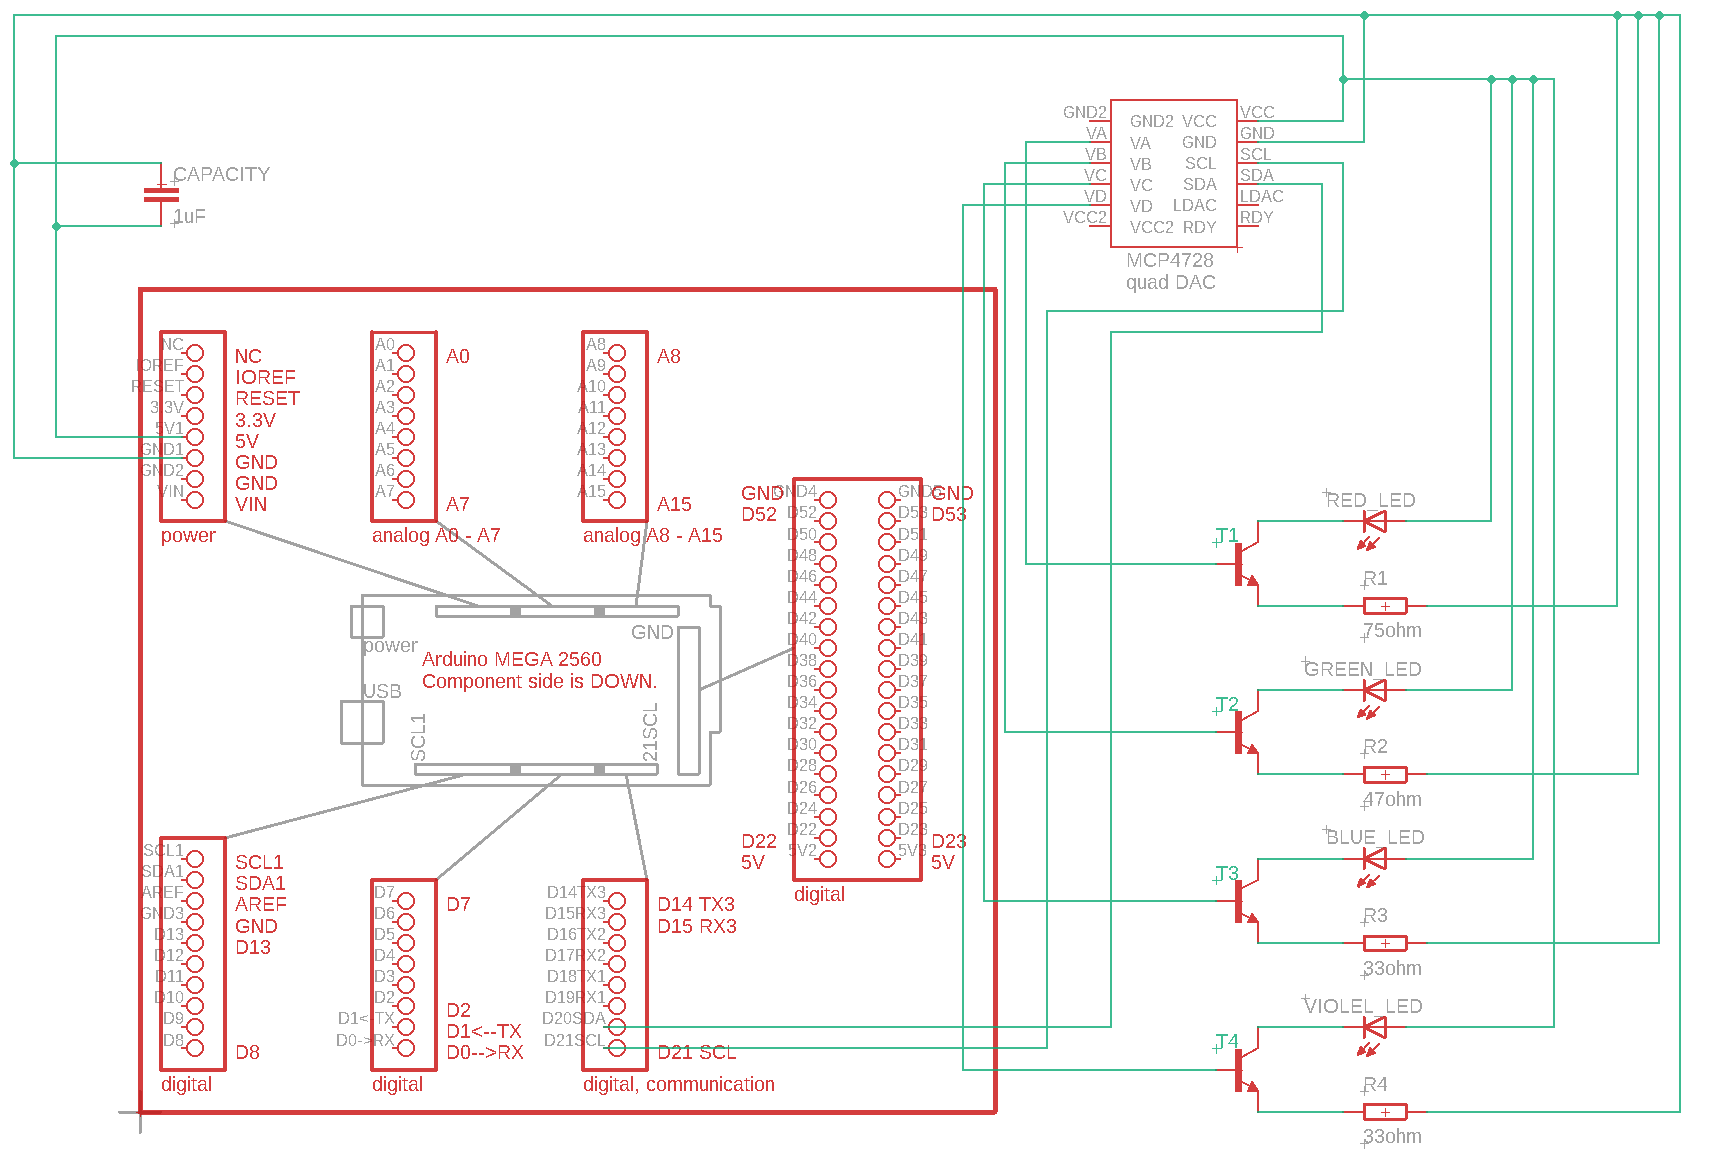 CAPACITY
1uF
GND2
VA
VB
VC
VD
VCC2
GND2 VCC
VA GND
VB SCL
VC SDA
VD LDAC
VCC2 RDY
VCC
GND
SCL
SDA
LDAC
RDY
MCP4728
quad DAC
NC
IOREF
RESET
3.3V
5V1
GND1
GND2
VIN
NC
IOREF
RESET
3.3V
5V
GND
GND
VIN
power
A0
A1
A2
A3
A4
A5
A6
A7
A0
A7
analog A0 - A7
A8
A9
A10
A11
A12
A13
A14
A15
A8
A15
analog A8 - A15
GND
D52
GND4
D52
D50
D48
D46
D44
D42
D40
D38
D36
D34
D32
D30
D28
D26
D24
D22
5V2
D22
5V
GND5
D53
D51
D49
D47
D45
D43
D41
D39
D37
D35
D33
D31
D29
D27
D25
D23
5V3
GND
D53
D23
5V
digital
power
USB
GND
Arduino MEGA 2560
Component side is DOWN.
SCL1
21SCL
SCL1
SDA1
AREF
GND3
D13
D12
D11
D10
D9
D8
SCL1
SDA1
AREF
GND
D13
D8
digital
D7
D6
D5
D4
D3
D2
D1<-TX
D0->RX
D7
D2
D1<--TX
D0-->RX
digital
D14TX3
D15RX3
D16TX2
D17RX2
D18TX1
D19RX1
D20SDA
D21SCL
D14 TX3
D15 RX3
D21 SCL
digital, communication
RED_LED
T1
R1
75ohm
GREEN_LED
T2
R2
47ohm
BLUE_LED
T3
R3
33ohm
VIOLEL_LED
T4
R4
33ohm